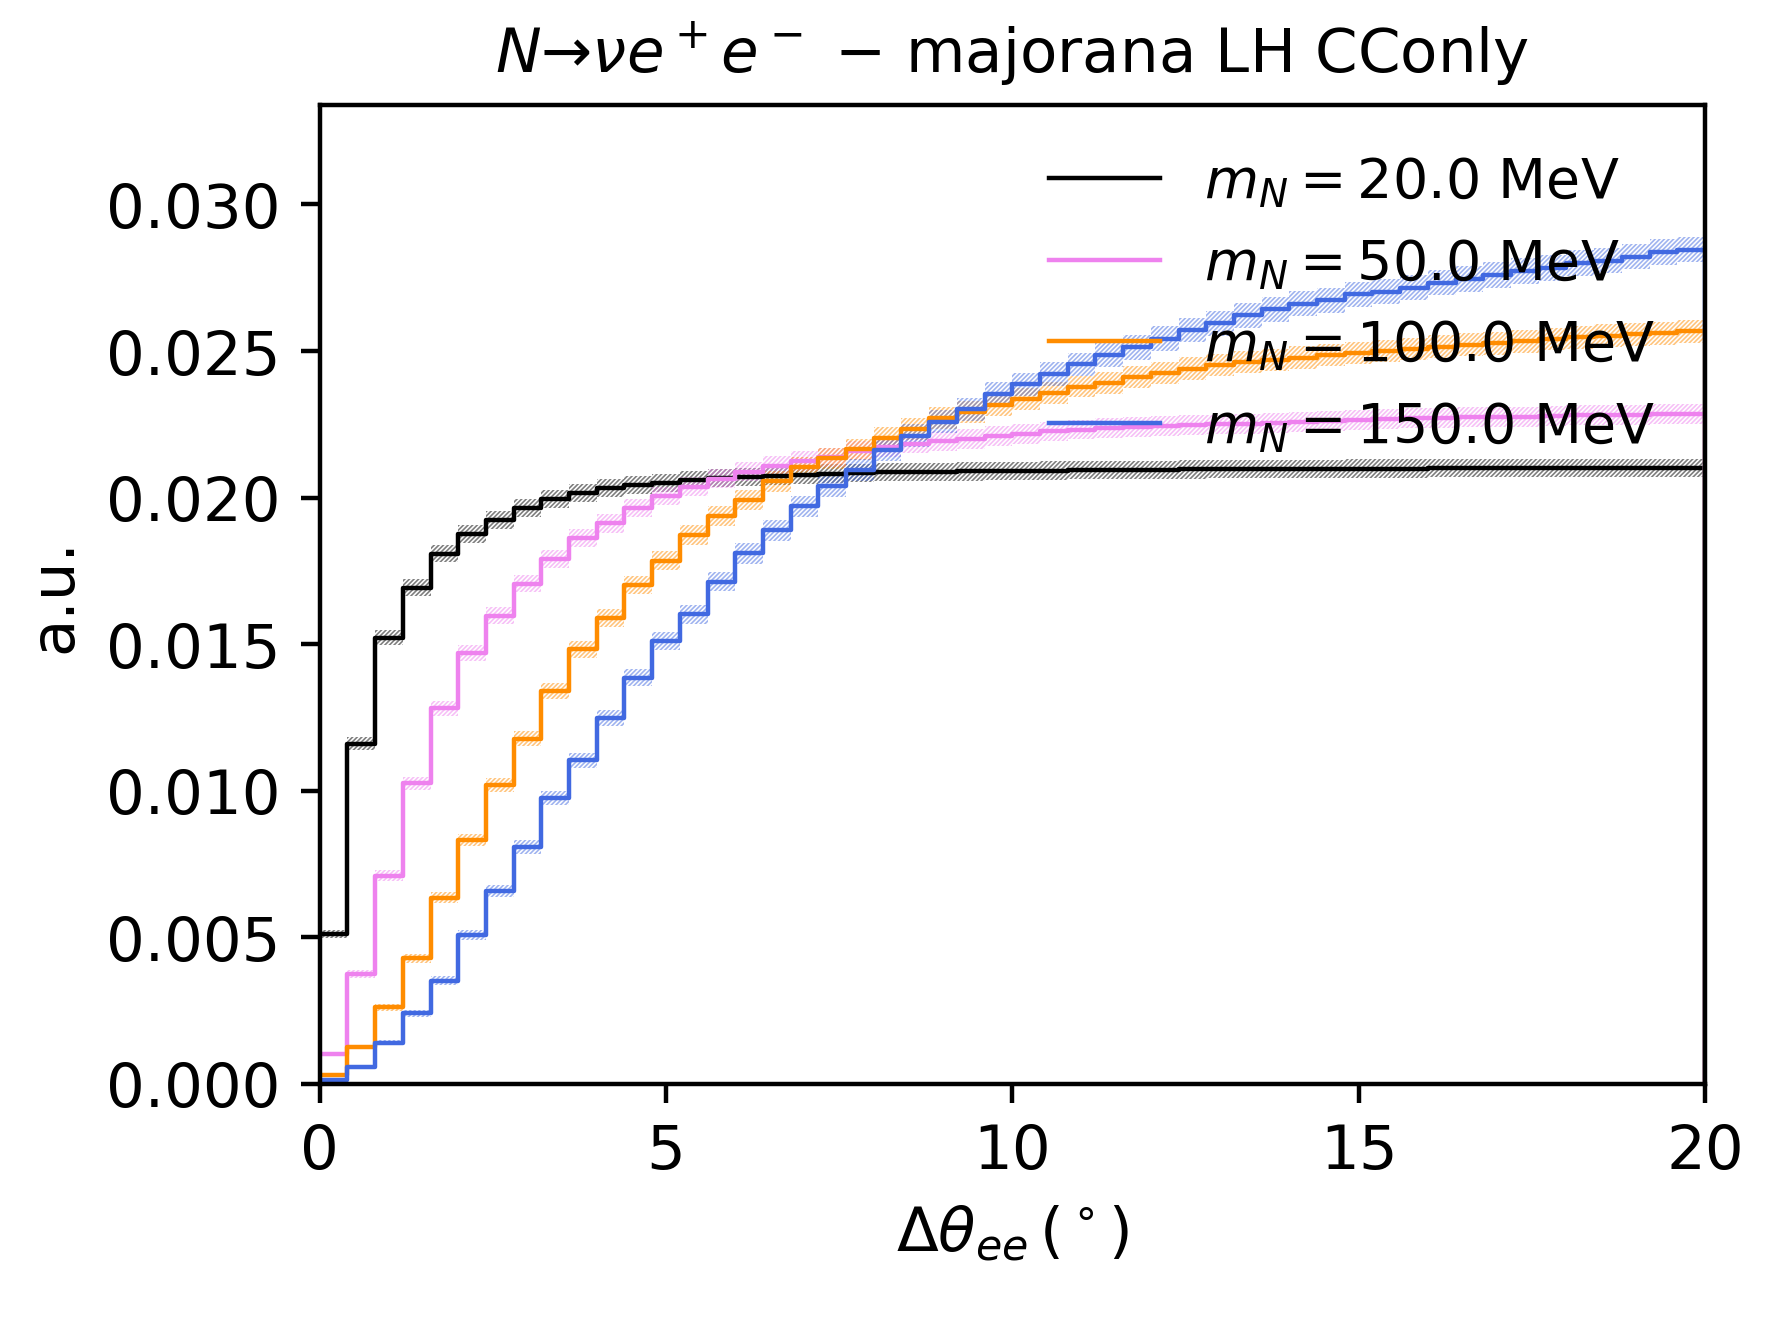 N→νe⁺e⁻ − majorana LH CConly
a.u.
0.030
0.025
0.020
0.015
0.010
0.005
0.000
m_N = 20.0 MeV
m_N = 50.0 MeV
m_N = 100.0 MeV
m_N = 150.0 MeV
0 5 10 15 20
Δθ_ee (°)